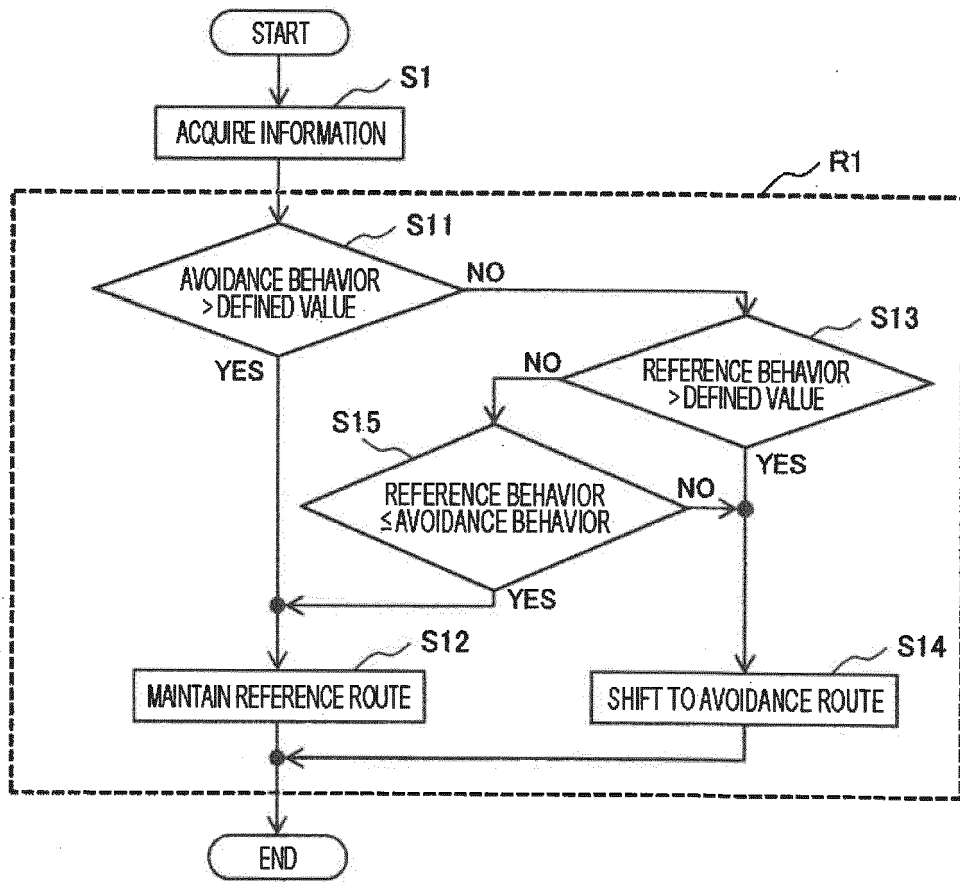 START
S1
ACQUIRE INFORMATION
R1
S11
AVOIDANCE BEHAVIOR
> DEFINED VALUE
NO
YES
S13
REFERENCE BEHAVIOR
> DEFINED VALUE
NO
YES
S15
REFERENCE BEHAVIOR
≤ AVOIDANCE BEHAVIOR
NO
YES
S12
MAINTAIN REFERENCE ROUTE
S14
SHIFT TO AVOIDANCE ROUTE
END